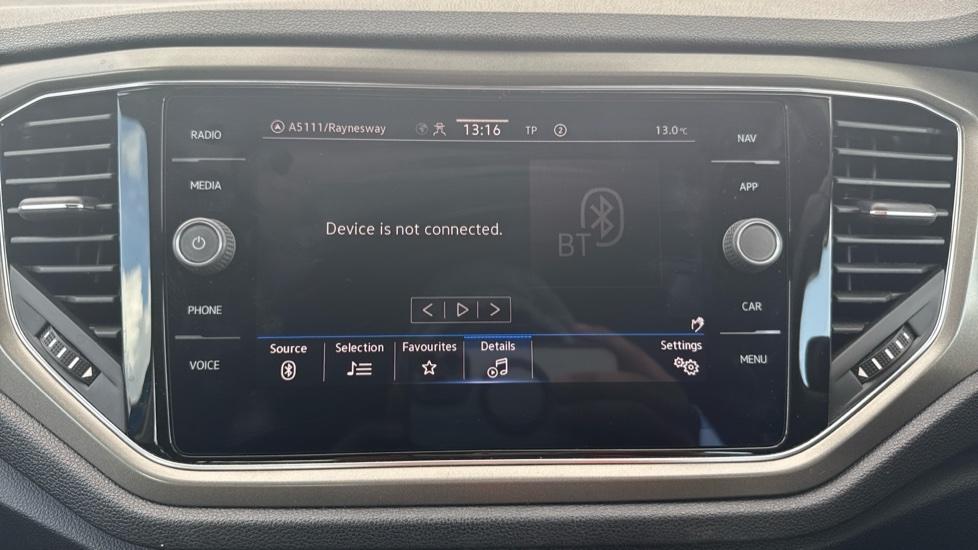 RADIO
MEDIA
PHONE
VOICE
A5111/Raynesway 13:16 TP 2 13.0°C
Device is not connected.
BT
Source Selection Favourites Details Settings
NAV
APP
CAR
MENU